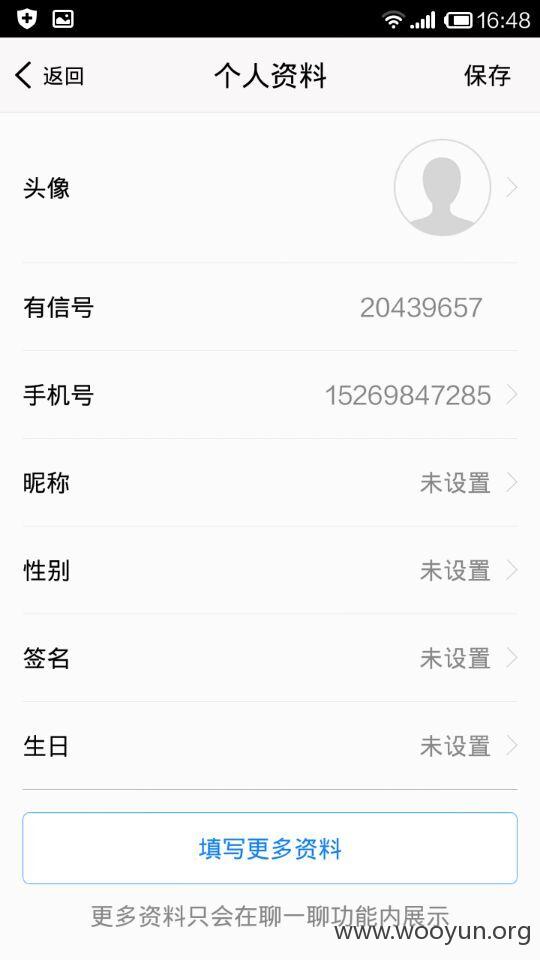 16:48
返回 个人资料 保存
头像
有信号 20439657
手机号 15269847285
昵称 未设置
性别 未设置
签名 未设置
生日 未设置
填写更多资料
更多资料只会在聊一聊功能内展示
www.wooyun.org